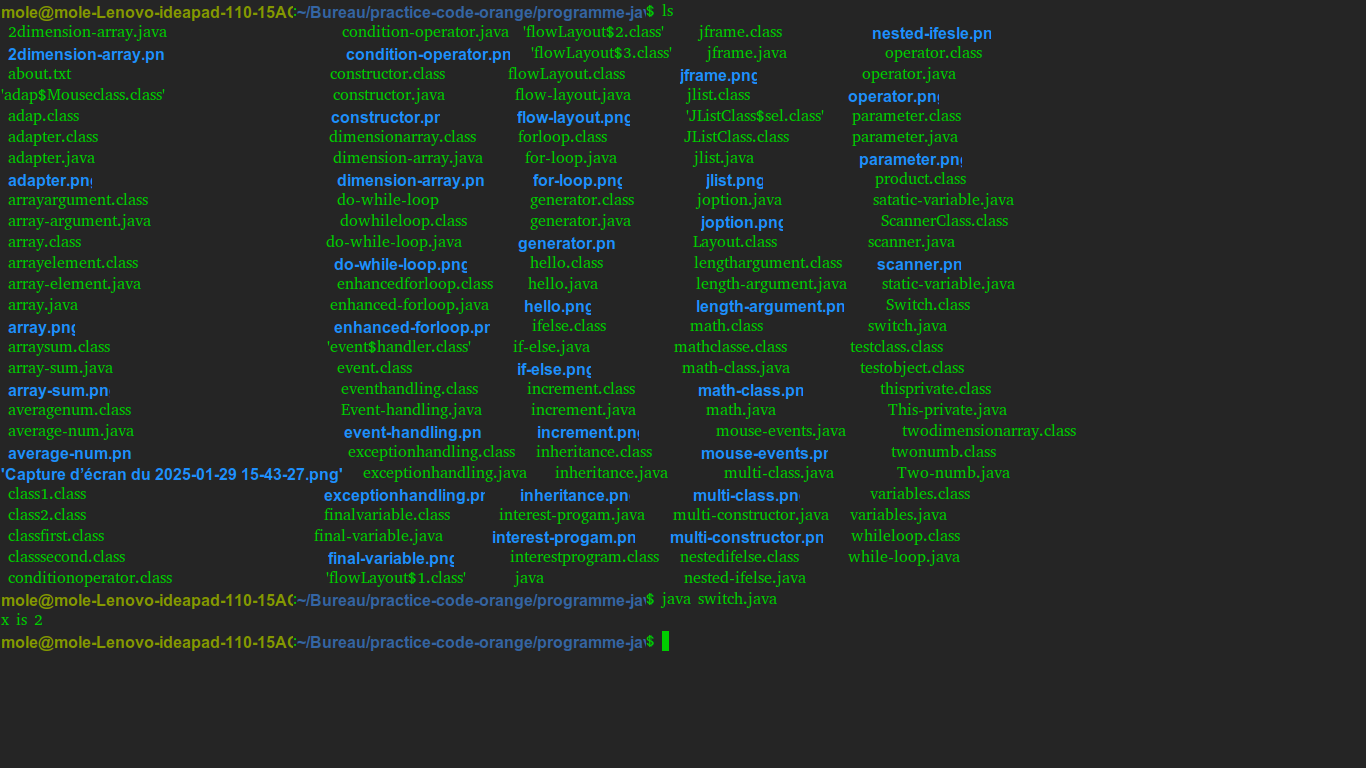 mole@mole-Lenovo-ideapad-110-15AC:~/Bureau/practice-code-orange/programme-jav$ ls
2dimension-array.java condition-operator.java 'flowLayout$2.class' jframe.class nested-ifesle.pn
2dimension-array.pn condition-operator.pn 'flowLayout$3.class' jframe.java operator.class
about.txt constructor.class flowLayout.class jframe.png operator.java
'adap$Mouseclass.class' constructor.java flow-layout.java jlist.class operator.png
adap.class constructor.pr flow-layout.png 'JListClass$sel.class' parameter.class
adapter.class dimensionarray.class forloop.class JListClass.class parameter.java
adapter.java dimension-array.java for-loop.java jlist.java parameter.png
adapter.png dimension-array.pn for-loop.png jlist.png product.class
arrayargument.class do-while-loop generator.class joption.java satatic-variable.java
array-argument.java dowhileloop.class generator.java joption.png ScannerClass.class
array.class do-while-loop.java generator.pn Layout.class scanner.java
arrayelement.class do-while-loop.png hello.class lengthargument.class scanner.pn
array-element.java enhancedforloop.class hello.java length-argument.java static-variable.java
array.java enhanced-forloop.java hello.png length-argument.pn Switch.class
array.png enhanced-forloop.pr ifelse.class math.class switch.java
arraysum.class 'event$handler.class' if-else.java mathclasse.class testclass.class
array-sum.java event.class if-else.png math-class.java testobject.class
array-sum.pn eventhandling.class increment.class math-class.pn thisprivate.class
averagenum.class Event-handling.java increment.java math.java This-private.java
average-num.java event-handling.pn increment.png mouse-events.java twodimensionarray.class
average-num.pn exceptionhandling.class inheritance.class mouse-events.pr twonumb.class
'Capture d’écran du 2025-01-29 15-43-27.png' exceptionhandling.java inheritance.java multi-class.java Two-numb.java
class1.class exceptionhandling.pr inheritance.pn multi-class.pn variables.class
class2.class finalvariable.class interest-progam.java multi-constructor.java variables.java
classfirst.class final-variable.java interest-progam.pn multi-constructor.pn whileloop.class
classsecond.class final-variable.png interestprogram.class nestedifelse.class while-loop.java
conditionoperator.class 'flowLayout$1.class' java nested-ifelse.java
mole@mole-Lenovo-ideapad-110-15AC:~/Bureau/practice-code-orange/programme-jav$ java switch.java
x is 2
mole@mole-Lenovo-ideapad-110-15AC:~/Bureau/practice-code-orange/programme-jav$